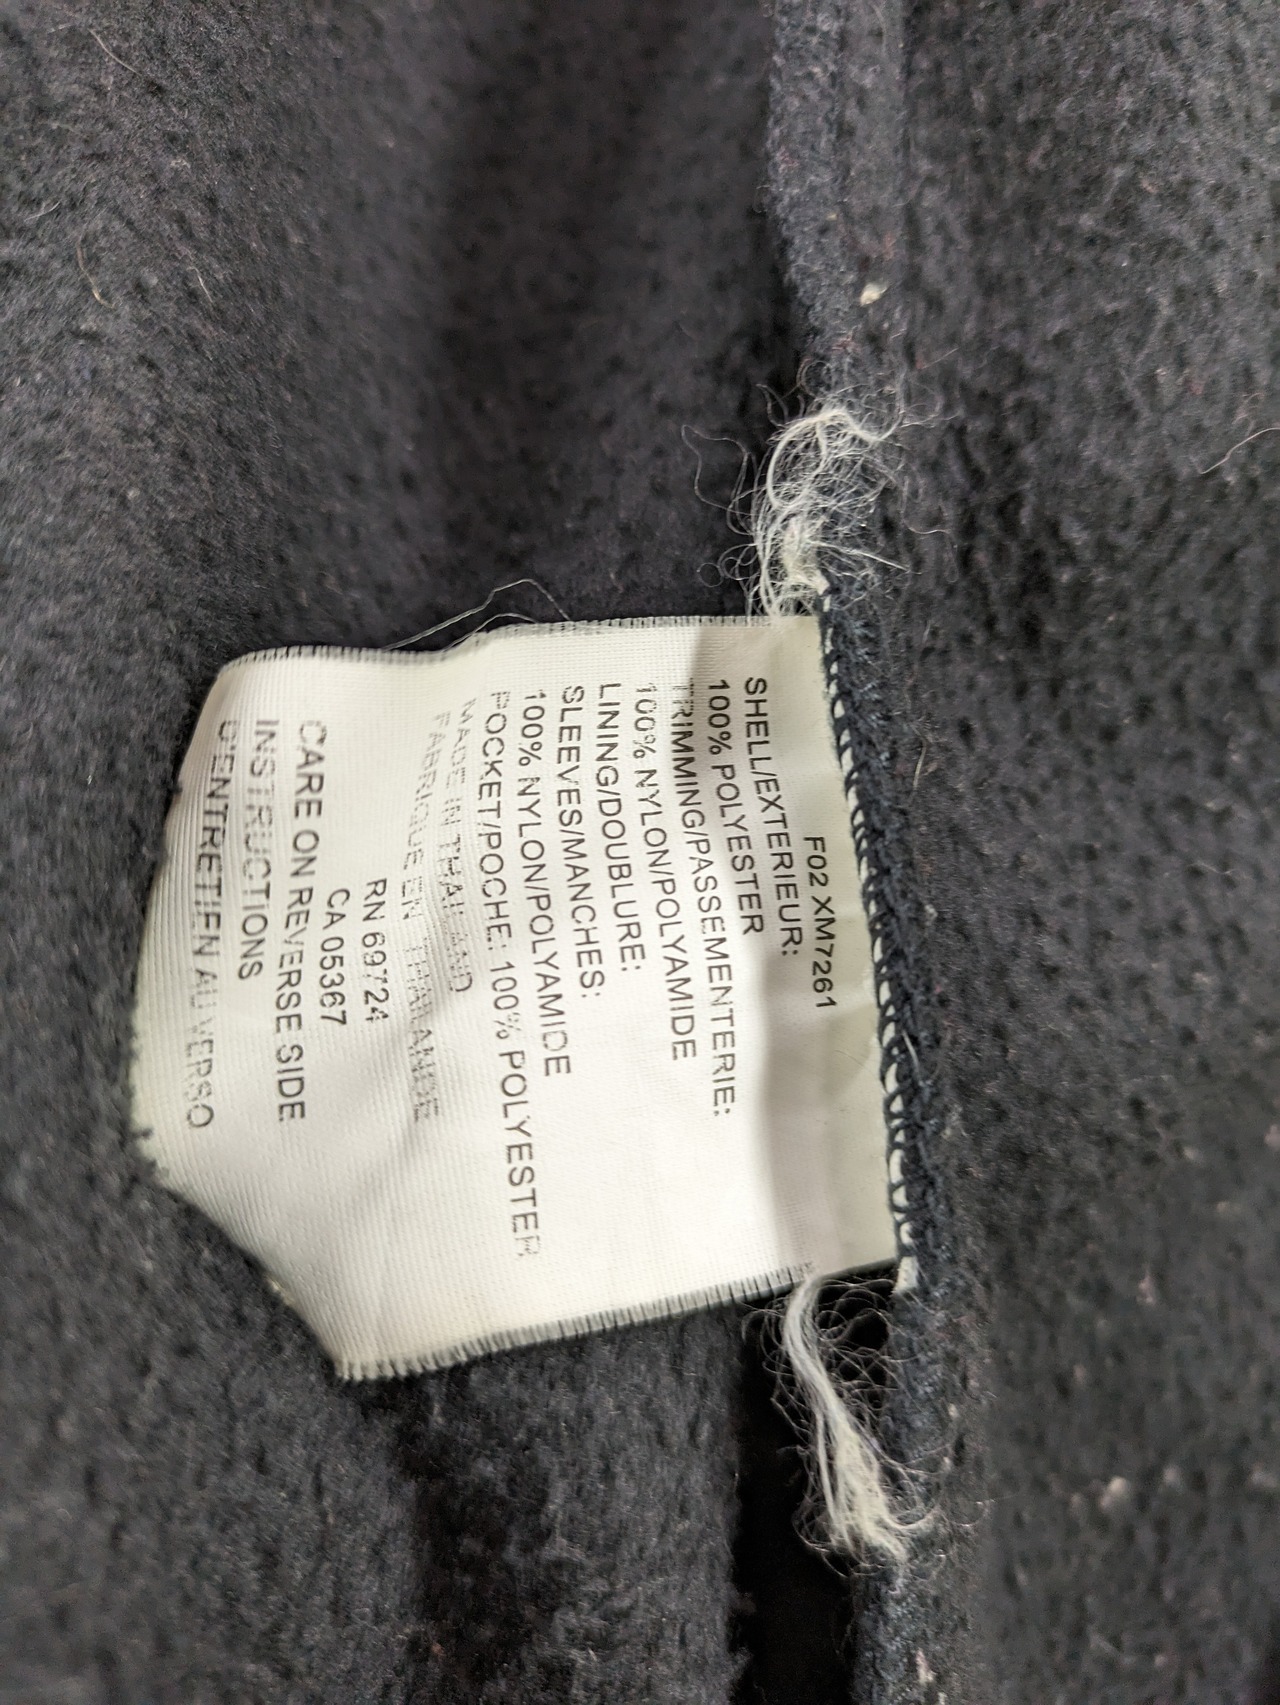 F02 XM7261
SHELL/EXTERIEUR:
100% POLYESTER
TRIMMING/PASSEMENTERIE:
100% NYLON/POLYAMIDE
LINING/DOUBLURE:
SLEEVES/MANCHES:
100% NYLON/POLYAMIDE
POCKET/POCHE: 100% POLYESTER
MADE IN THAILAND
FABRIQUE EN THAILANDE
RN 69724
CA 05367
CARE ON REVERSE SIDE
INSTRUCTIONS
D'ENTRETIEN AU VERSO